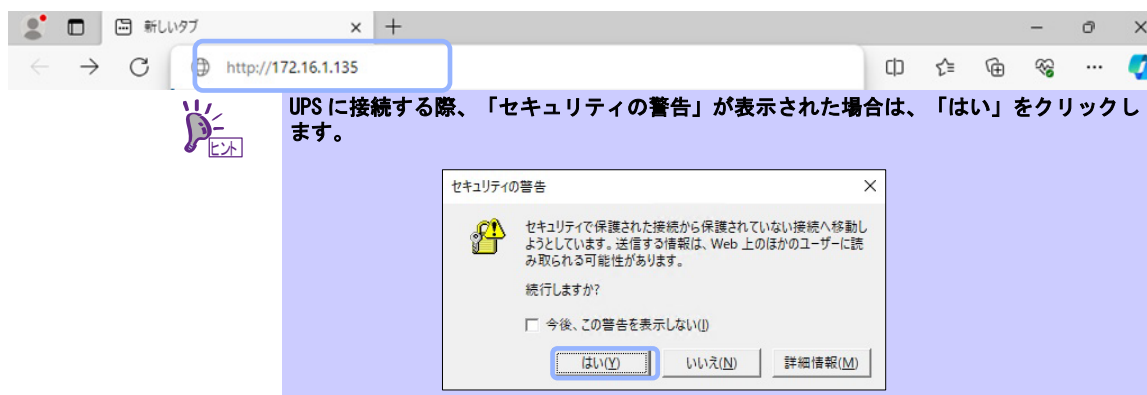 新しいタブ
http://172.16.1.135
UPSに接続する際、「セキュリティの警告」が表示された場合は、「はい」をクリックし
ます。
ヒント
セキュリティの警告
セキュリティで保護された接続から保護されていない接続へ移動し
ようとしています。送信する情報は、Web 上のほかのユーザーに読
み取られる可能性があります。
続行しますか?
今後、この警告を表示しない(I)
はい(Y) いいえ(N) 詳細情報(M)